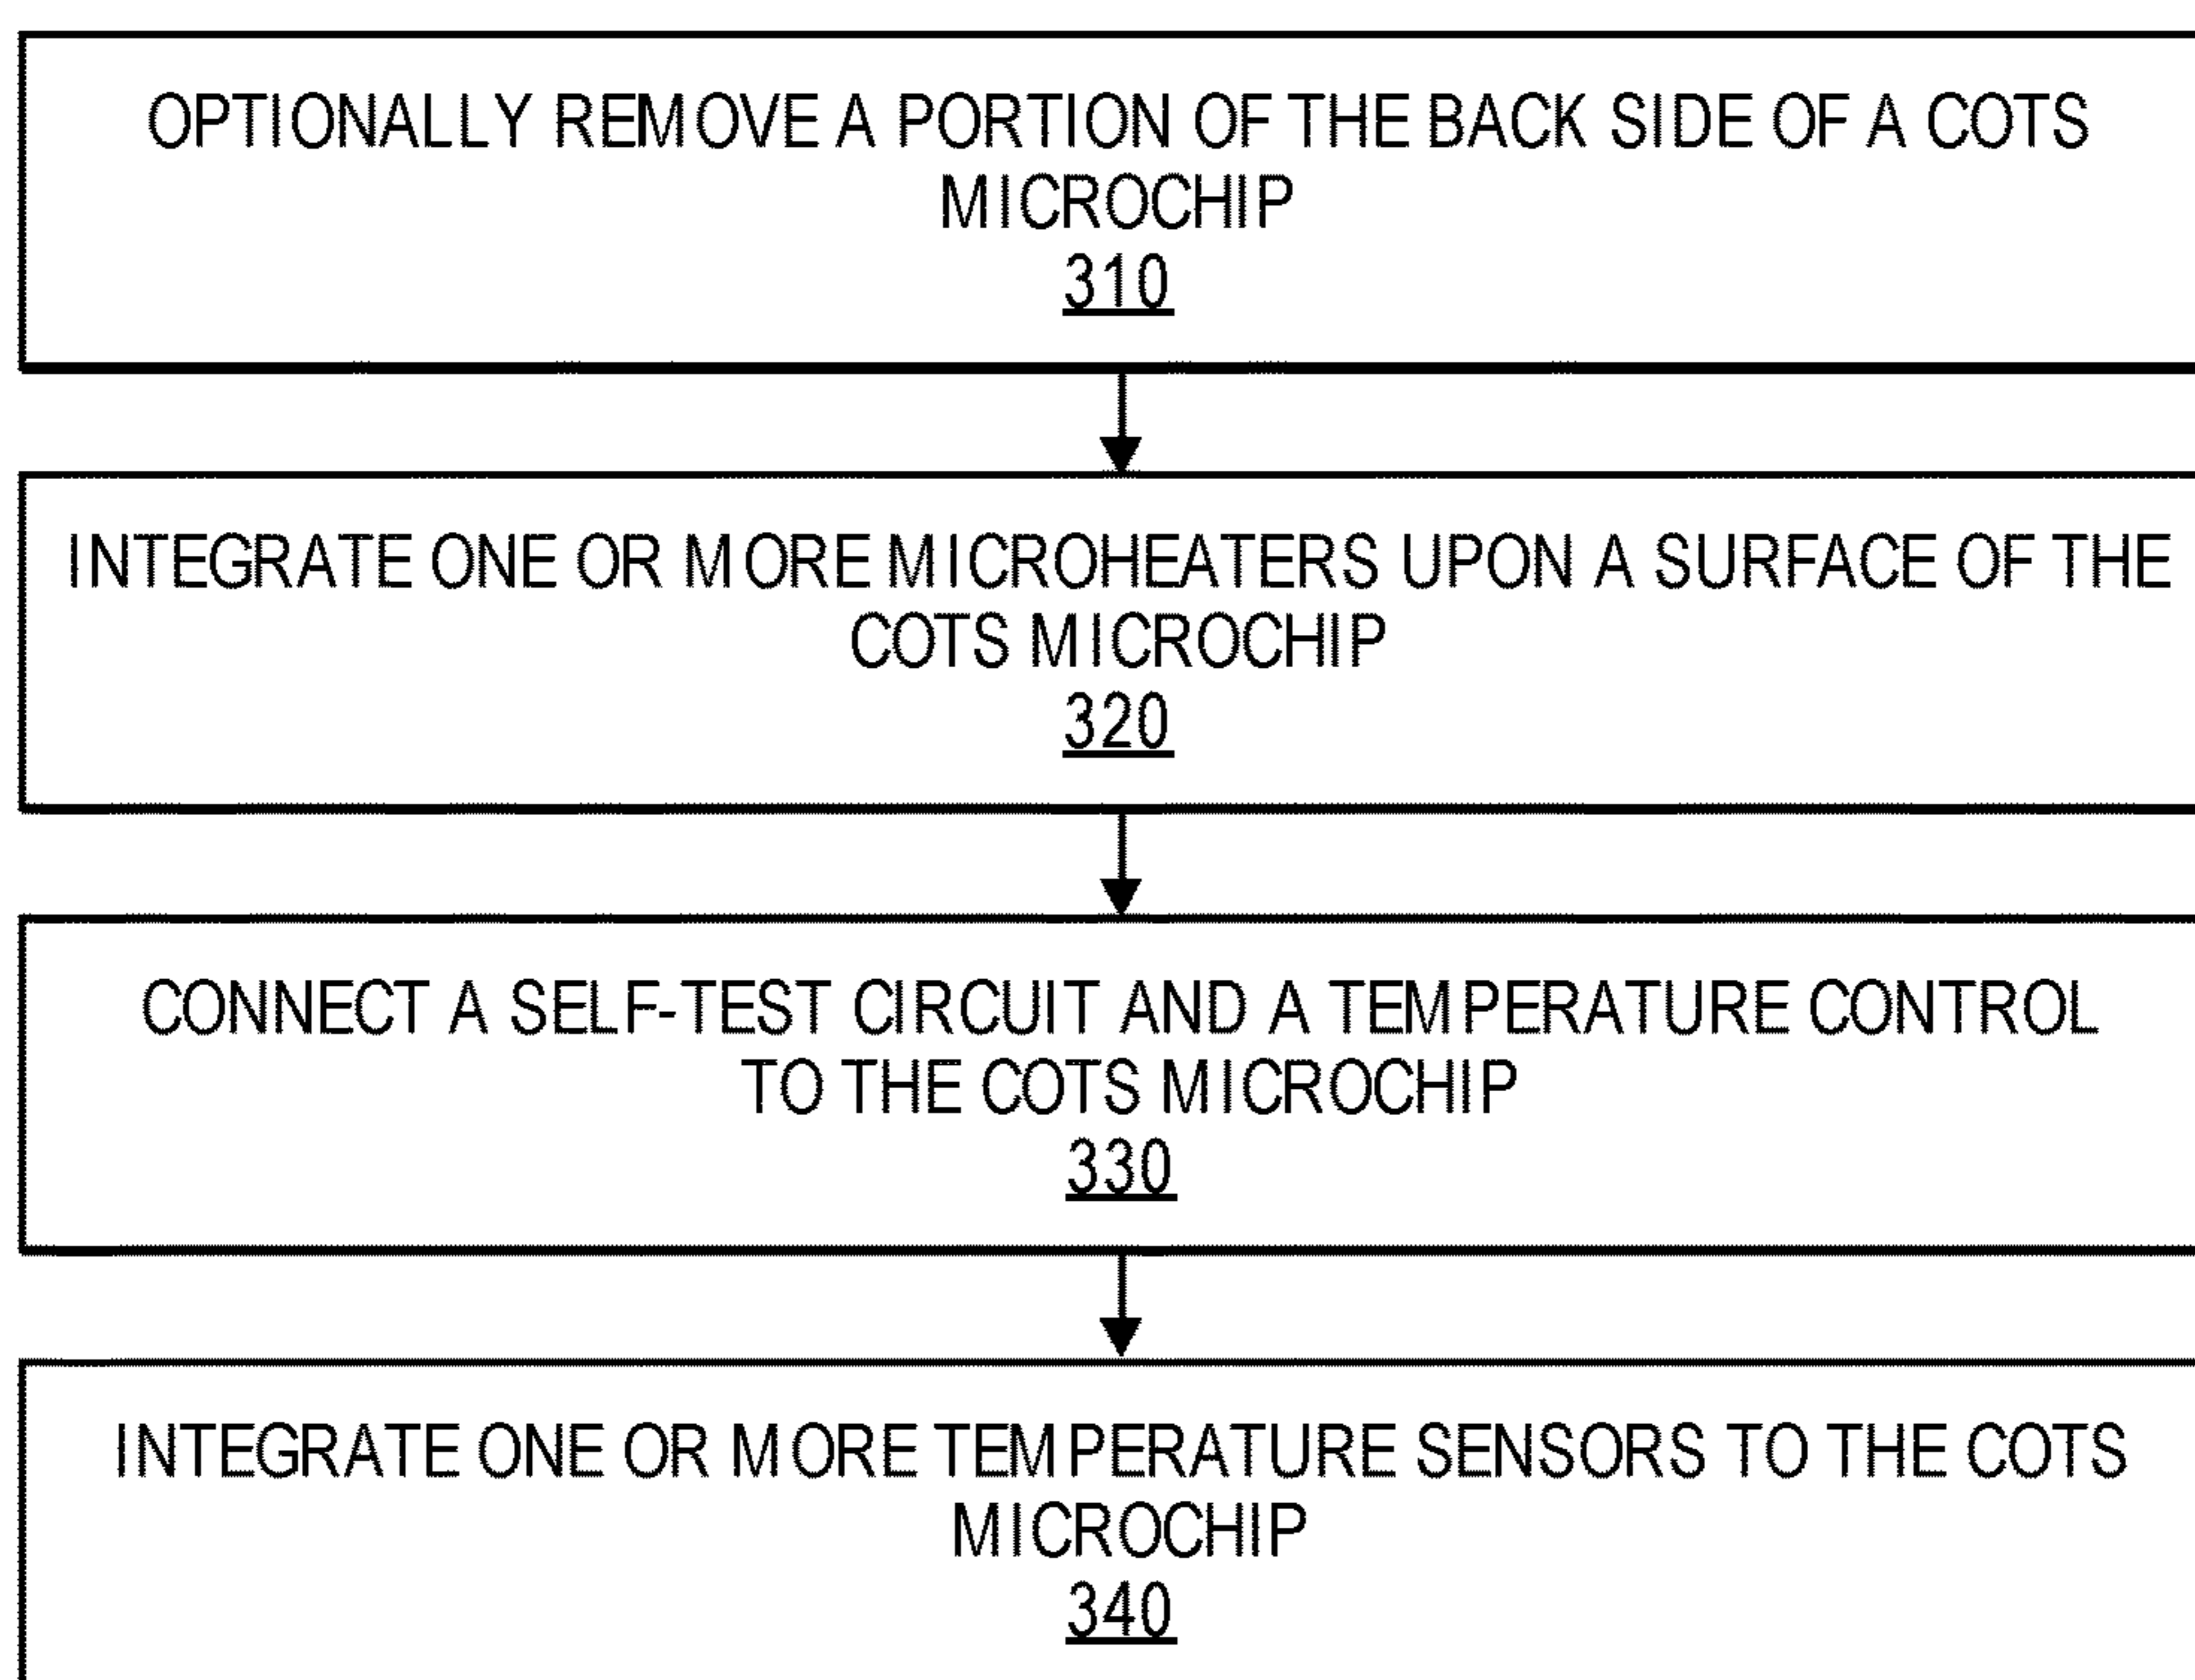 OPTIONALLY REMOVE A PORTION OF THE BACK SIDE OF A COTS
MICROCHIP
310
INTEGRATE ONE OR MORE MICROHEATERS UPON A SURFACE OF THE
COTS MICROCHIP
320
CONNECT A SELF-TEST CIRCUIT AND A TEMPERATURE CONTROL
TO THE COTS MICROCHIP
330
INTEGRATE ONE OR MORE TEMPERATURE SENSORS TO THE COTS
MICROCHIP
340